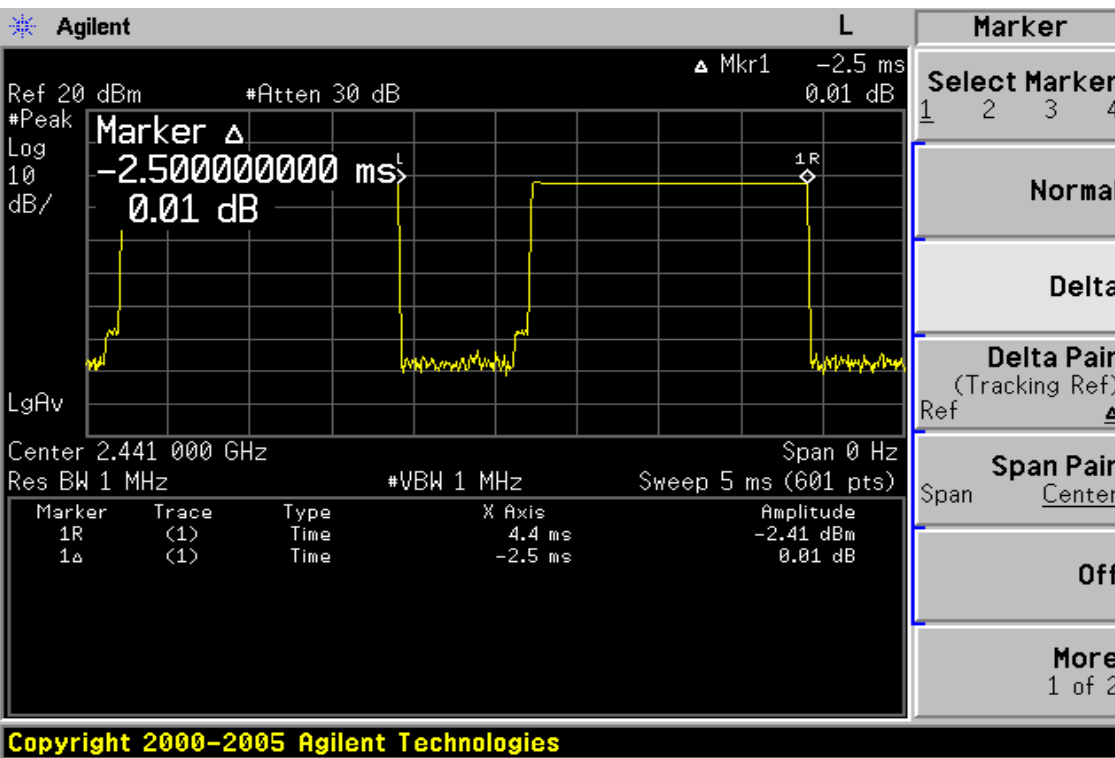 Agilent L Marker
Δ Mkr1 -2.5 ms
Ref 20 dBm #Atten 30 dB 0.01 dB
#Peak
Log
10
dB/
Marker Δ
-2.500000000 ms
0.01 dB
1R
LgAv
Center 2.441 000 GHz Span 0 Hz
Res BW 1 MHz #VBW 1 MHz Sweep 5 ms (601 pts)
Marker Trace Type X Axis Amplitude
1R (1) Time 4.4 ms -2.41 dBm
1Δ (1) Time -2.5 ms 0.01 dB
Select Marker
1 2 3 4
Normal
Delta
Delta Pair
(Tracking Ref)
Ref Δ
Span Pair
Span Center
Off
More
1 of 2
Copyright 2000-2005 Agilent Technologies